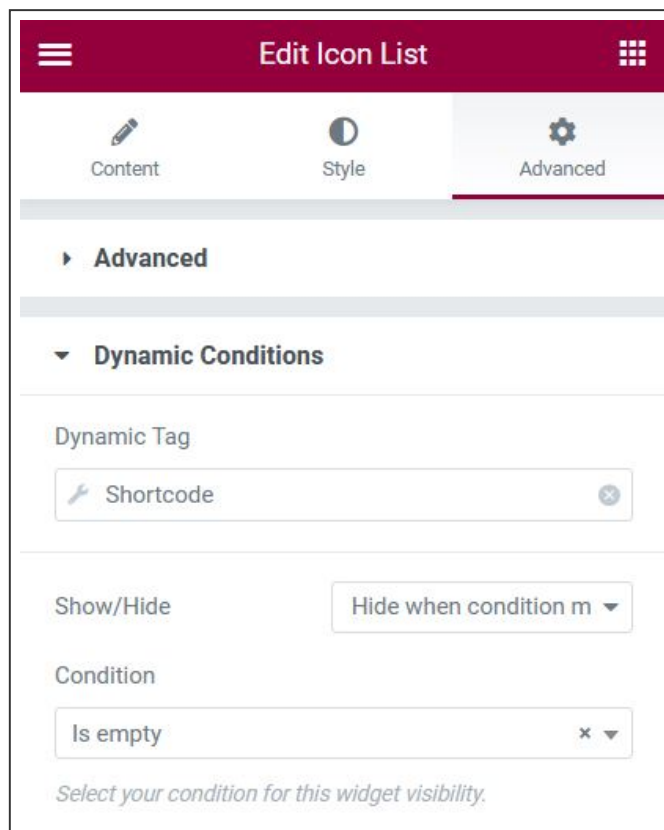 Edit Icon List
Content Style Advanced
Advanced
Dynamic Conditions
Dynamic Tag
Shortcode
Show/Hide Hide when condition m
Condition
Is empty
Select your condition for this widget visibility.